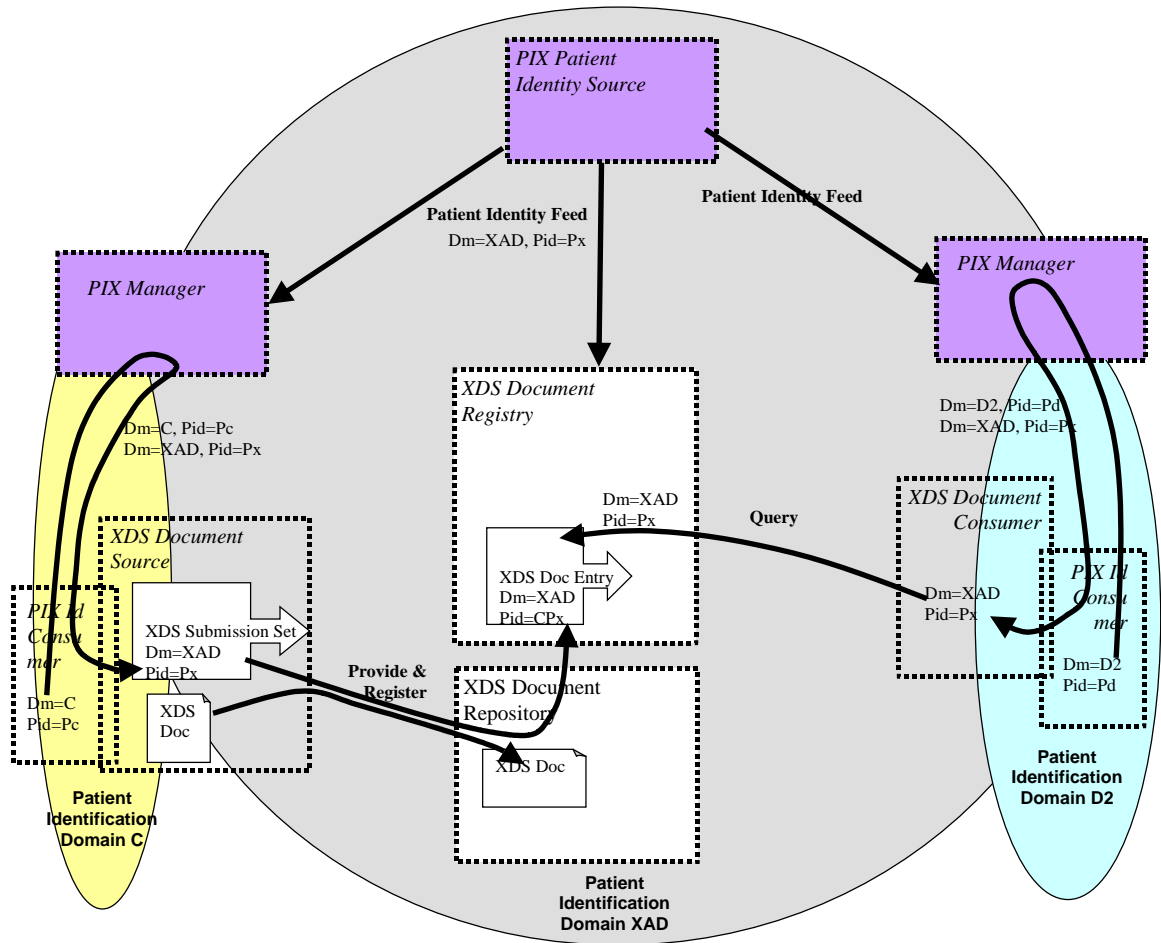 PIX Patient
Identity Source
Patient Identity Feed
Dm=XAD, Pid=Px
Patient Identity Feed
PIX Manager
PIX Manager
Dm=C, Pid=Pc
Dm=XAD, Pid=Px
XDS Document
Registry
Dm=XAD
Pid=Px
XDS Doc Entry
Dm=XAD
Pid=CPx
Query
Dm=D2, Pid=Pd
Dm=XAD, Pid=Px
XDS Document
Consumer
Dm=XAD
Pid=Px
PIX Id
Consu
mer
Dm=D2
Pid=Pd
XDS Document
Source
PIX Id
Consu
mer
Dm=C
Pid=Pc
XDS Submission Set
Dm=XAD
Pid=Px
XDS
Doc
Provide &
Register
XDS Document
Repository
XDS Doc
Patient
Identification
Domain C
Patient
Identification
Domain D2
Patient
Identification
Domain XAD